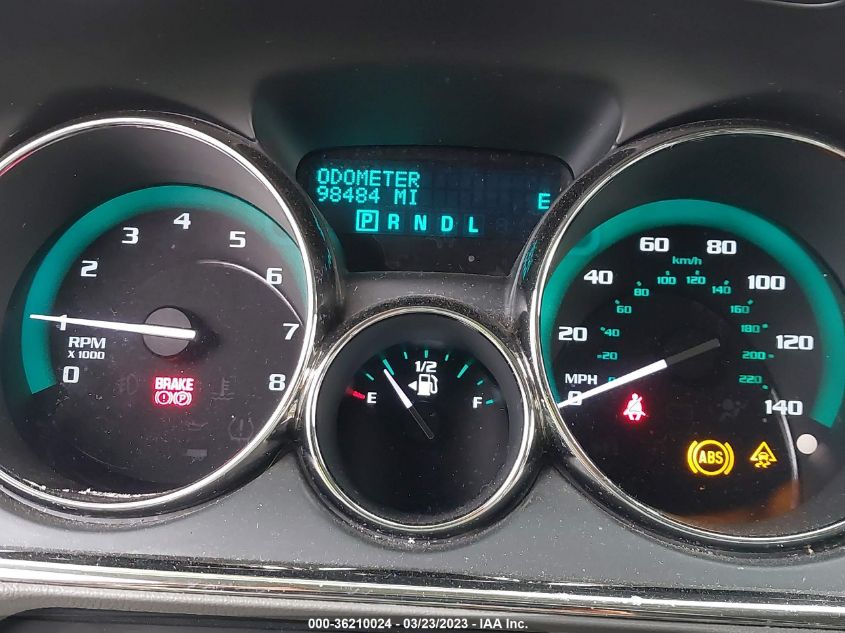 ODOMETER
98484 MI
E
P R N D L
0 1 2 3 4 5 6 7 8
RPM
X 1000
BRAKE
(!) (P)
E 1/2 F
0 20 40 60 80 100 120 140
MPH
km/h
0 20 40 60 80 100 120 140 160 180 200 220
ABS
000-36210024 - 03/23/2023 - IAA Inc.